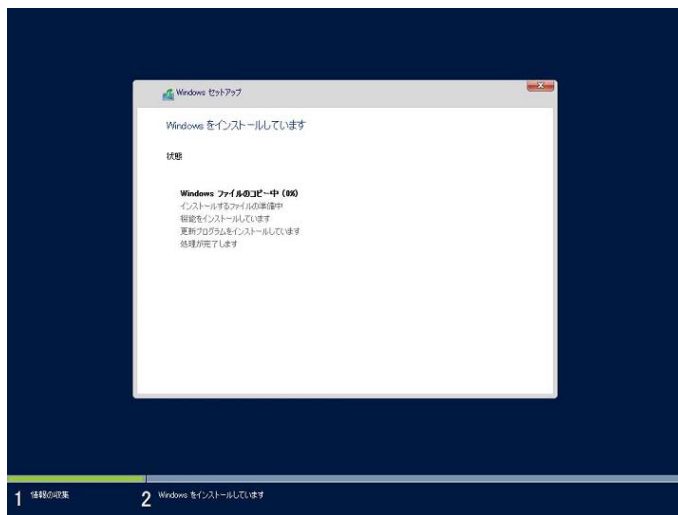 Windows セットアップ
Windows をインストールしています
状態
Windows ファイルのコピー中 (0%)
インストールするファイルの準備中
機能をインストールしています
更新プログラムをインストールしています
処理が完了します
1 情報の収集
2 Windows をインストールしています